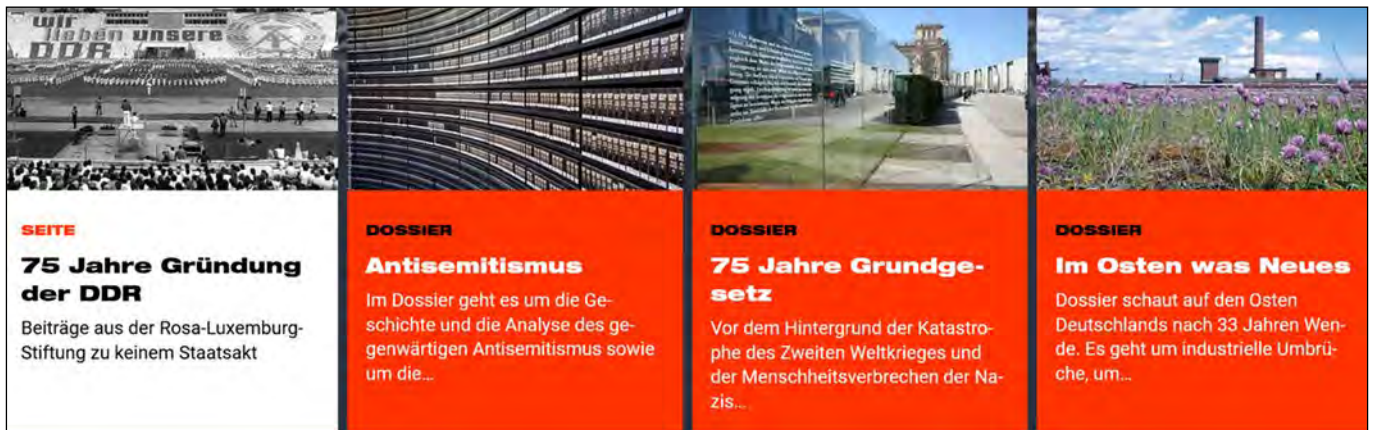 wir
lieben unsere
DDR
SEITE
75 Jahre Gründung
der DDR
Beiträge aus der Rosa-Luxemburg-
Stiftung zu keinem Staatsakt
DOSSIER
Antisemitismus
Im Dossier geht es um die Ge-
schichte und die Analyse des ge-
genwärtigen Antisemitismus sowie
um die...
DOSSIER
75 Jahre Grundge-
setz
Vor dem Hintergrund der Katastro-
phe des Zweiten Weltkrieges und
der Menschheitsverbrechen der Na-
zis...
DOSSIER
Im Osten was Neues
Dossier schaut auf den Osten
Deutschlands nach 33 Jahren Wen-
de. Es geht um industrielle Umbrü-
che, um...